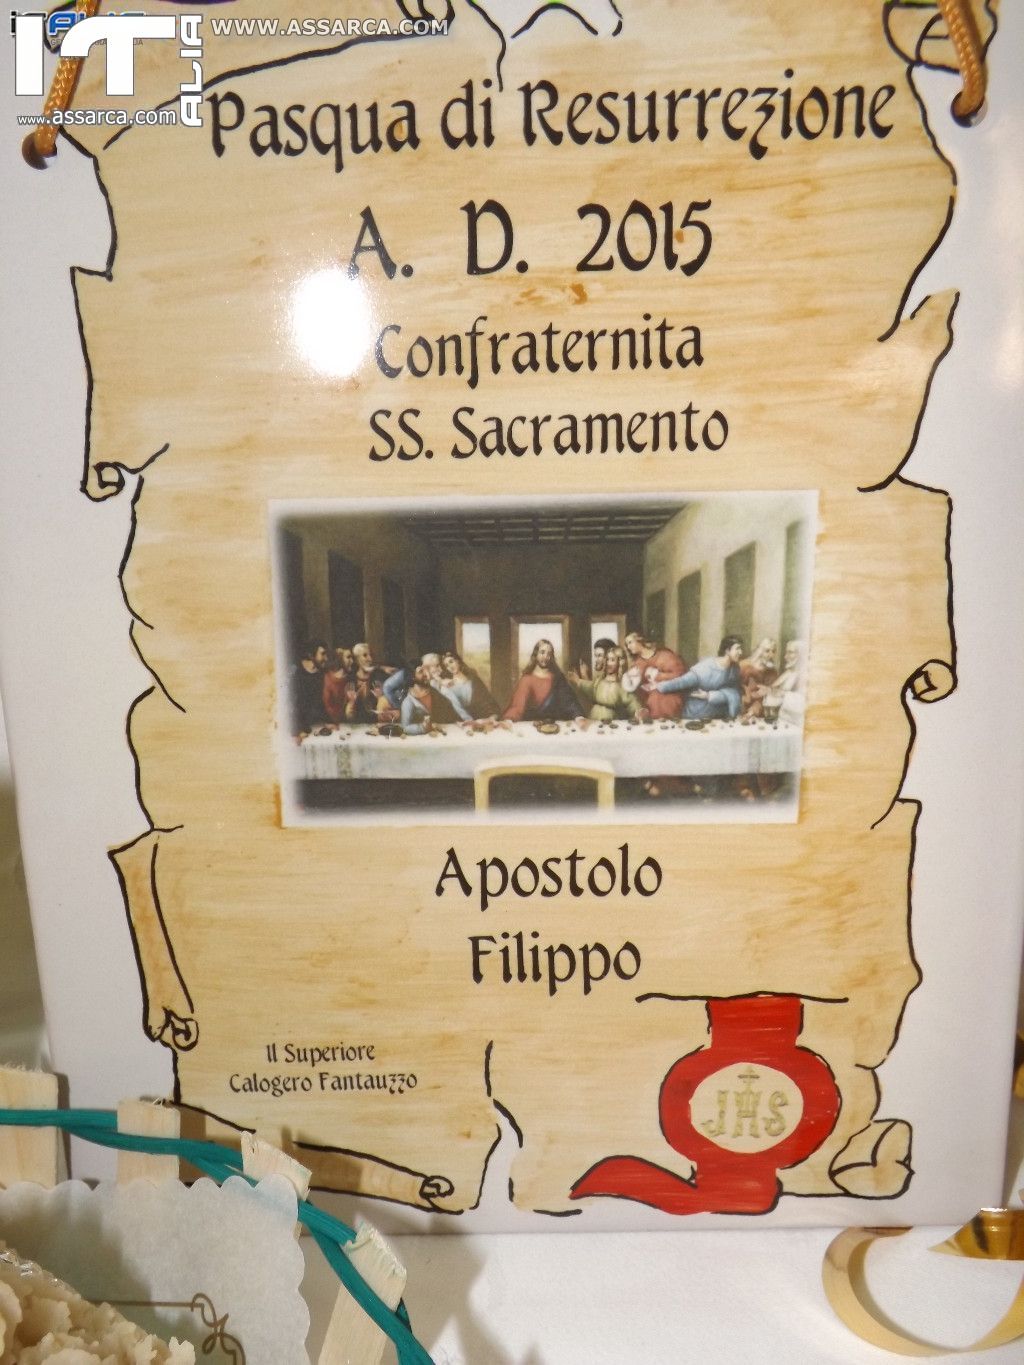 WWW.ASSARCA.COM
ITALIA
www.assarca.com
Pasqua di Resurrezione
A. D. 2015
Confraternita
SS. Sacramento
Apostolo
Filippo
Il Superiore
Calogero Fantauzzo
JHS